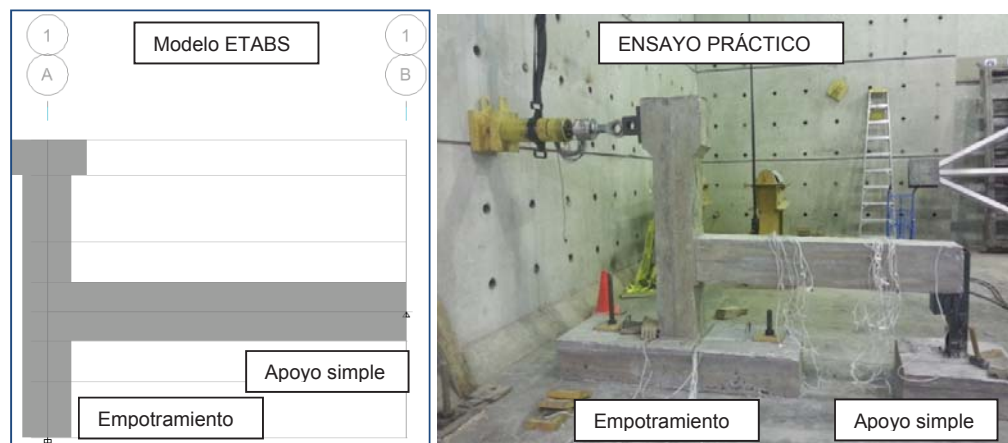 1
1
Modelo ETABS
A
B
Apoyo simple
Empotramiento
ENSAYO PRÁCTICO
Empotramiento
Apoyo simple